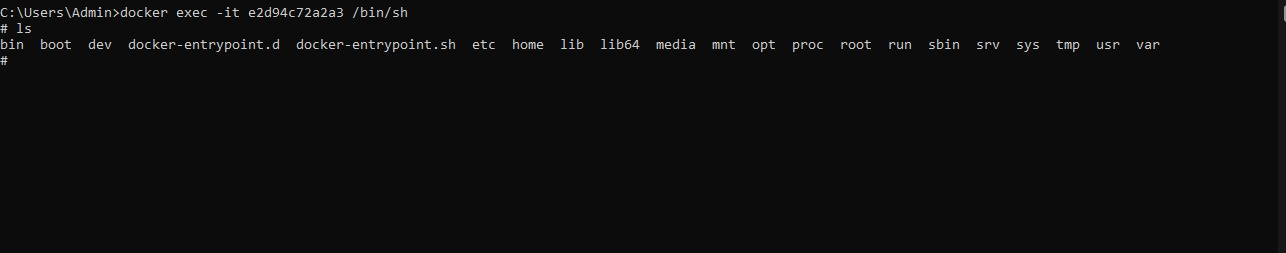 C:\Users\Admin>docker exec -it e2d94c72a2a3 /bin/sh
# ls
bin  boot  dev  docker-entrypoint.d  docker-entrypoint.sh  etc  home  lib  lib64  media  mnt  opt  proc  root  run  sbin  srv  sys  tmp  usr  var
#